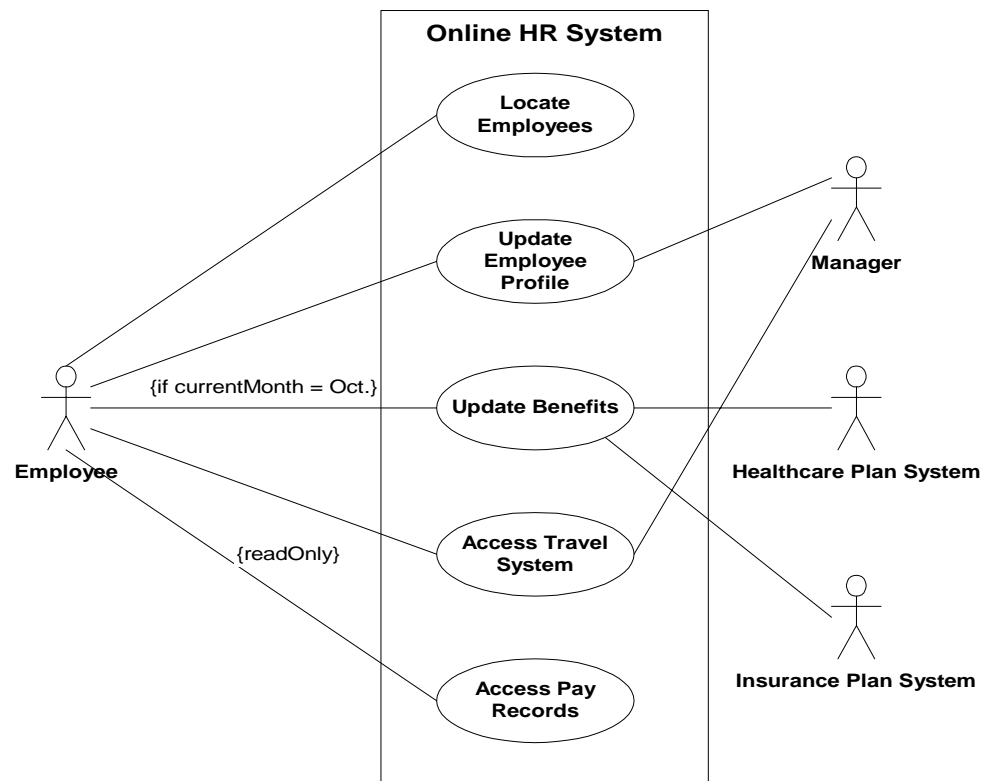 Online HR System
Locate
Employees
Update
Employee
Profile
Manager
{if currentMonth = Oct.}
Update Benefits
Employee
Healthcare Plan System
{readOnly}
Access Travel
System
Insurance Plan System
Access Pay
Records